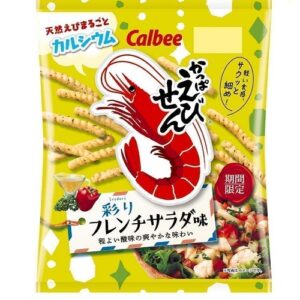 天然えびまるごと
カルシウム
Calbee
かっぱ
えびせん
軽い食感、
サクッと
細め!
期間
限定
彩り
フレンチサラダ味
程よい酸味の爽やかな味わい